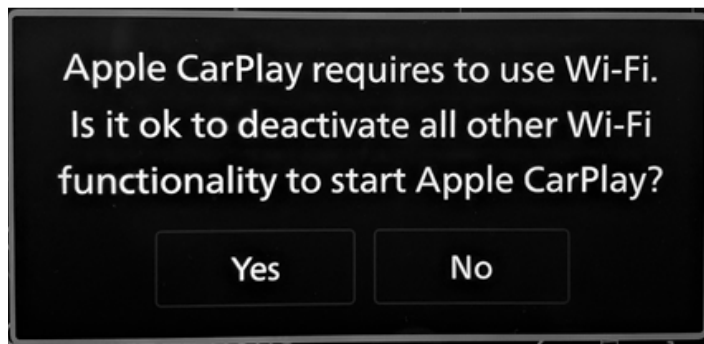 Apple CarPlay requires to use Wi-Fi.
Is it ok to deactivate all other Wi-Fi
functionality to start Apple CarPlay?
Yes
No